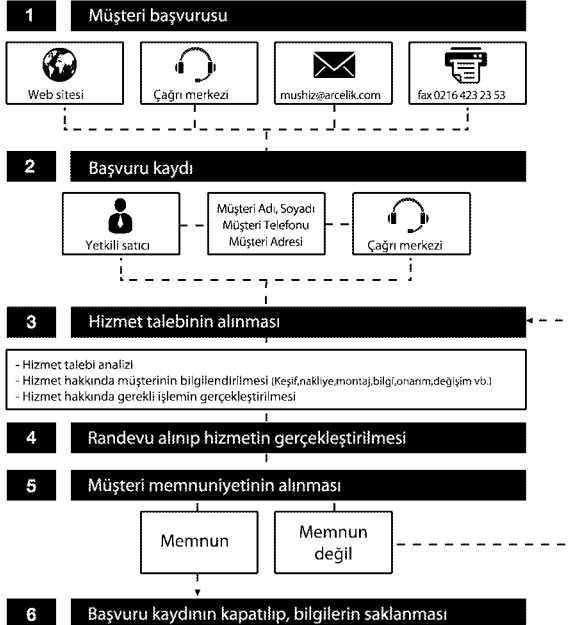 1 Müşteri başvurusu
Web sitesi
Çağrı merkezi
mushiz@arcelik.com
fax 0216 423 23 53
2 Başvuru kaydı
Yetkili satıcı
Müşteri Adı, Soyadı
Müşteri Telefonu
Müşteri Adresi
Çağrı merkezi
3 Hizmet talebinin alınması
- Hizmet talebi analizi
- Hizmet hakkında müşterinin bilgilendirilmesi (Keşif,nakliye,montaj,bilgi,onarım,değişim vb.)
- Hizmet hakkında gerekli işlemin gerçekleştirilmesi
4 Randevu alınıp hizmetin gerçekleştirilmesi
5 Müşteri memnuniyetinin alınması
Memnun
Memnun
değil
6 Başvuru kaydının kapatılıp, bilgilerin saklanması